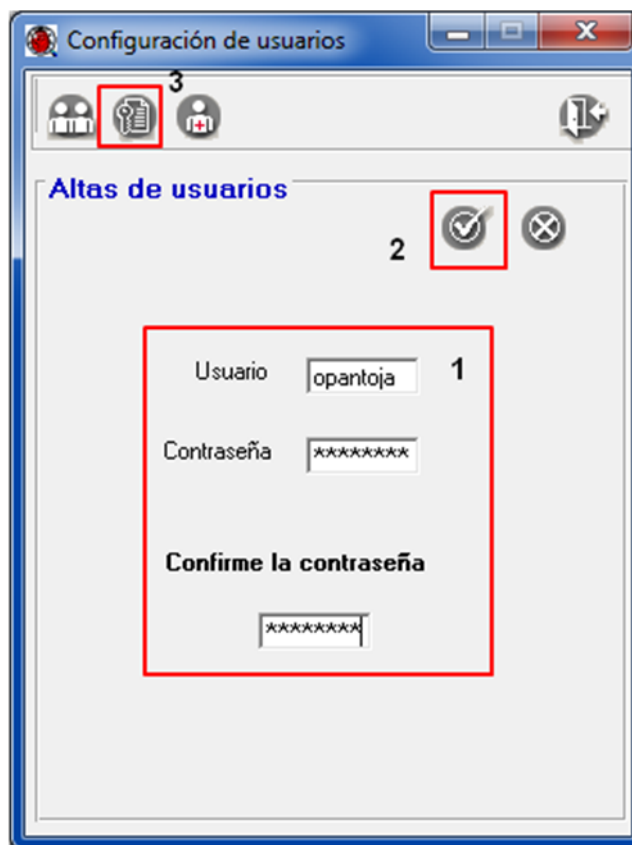 Configuración de usuarios
3
Altas de usuarios
2
Usuario opantoja 1
Contraseña ********
Confirme la contraseña
********